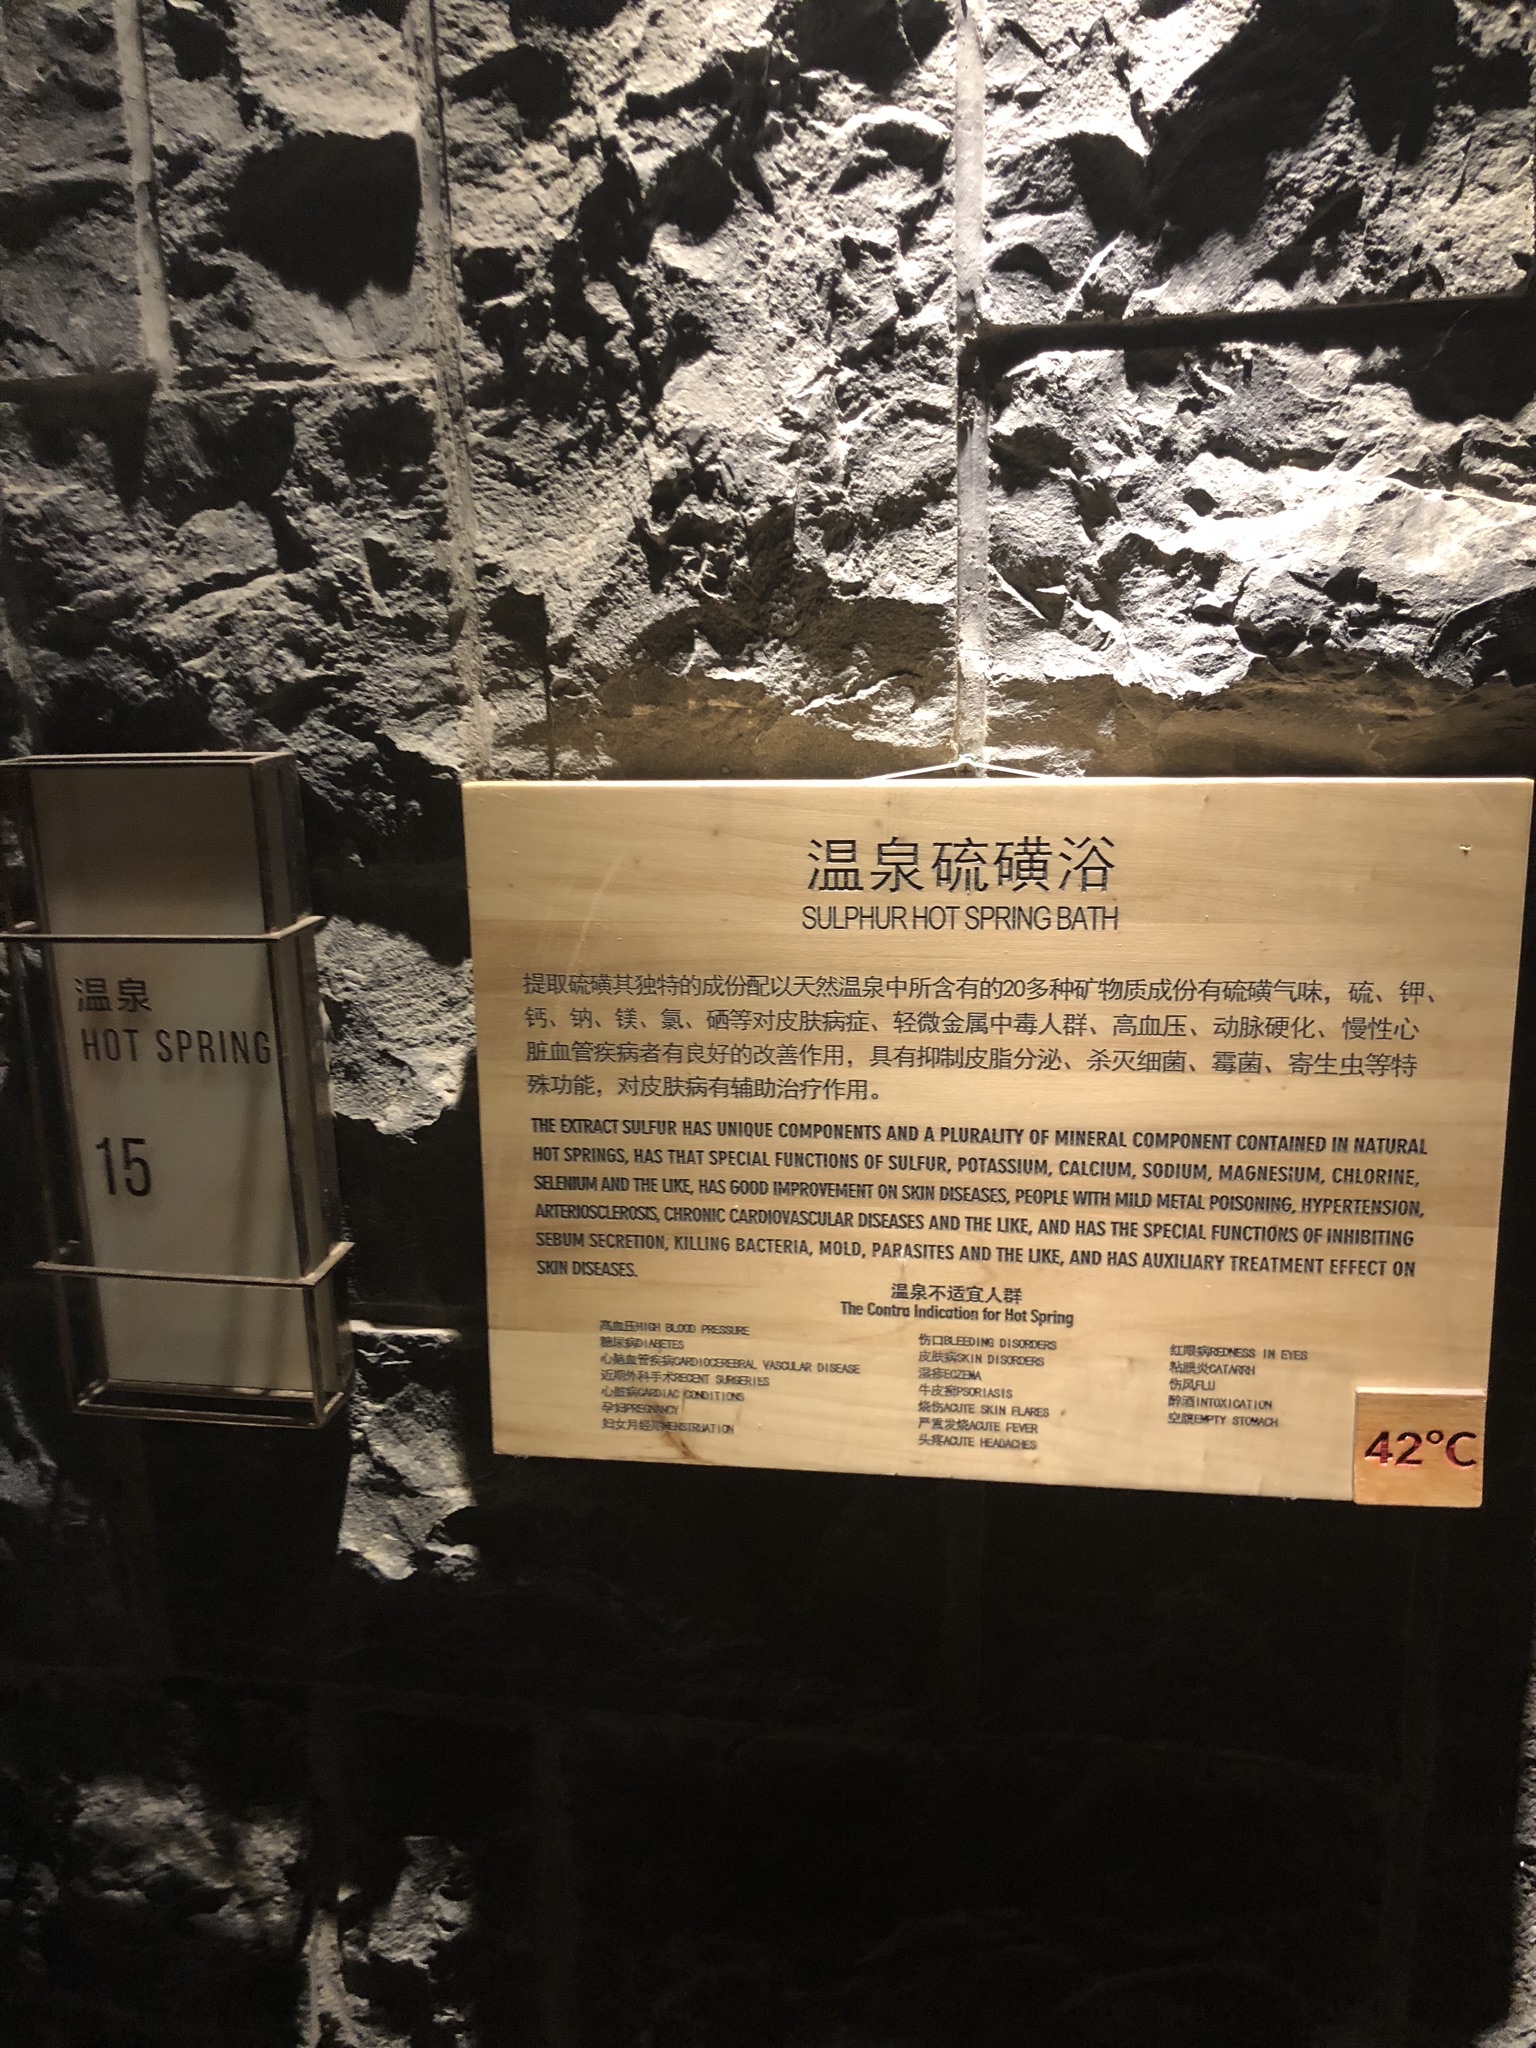 温泉
HOT SPRING
15
温泉硫磺浴
SULPHUR HOT SPRING BATH
提取硫磺其独特的成份配以天然温泉中所含有的20多种矿物质成份有硫磺气味，硫、钾、
钙、钠、镁、氯、硒等对皮肤病症、轻微金属中毒人群、高血压、动脉硬化、慢性心
脏血管疾病者有良好的改善作用，具有抑制皮脂分泌、杀灭细菌、霉菌、寄生虫等特
殊功能，对皮肤病有辅助治疗作用。
THE EXTRACT SULFUR HAS UNIQUE COMPONENTS AND A PLURALITY OF MINERAL COMPONENT CONTAINED IN NATURAL
HOT SPRINGS, HAS THAT SPECIAL FUNCTIONS OF SULFUR, POTASSIUM, CALCIUM, SODIUM, MAGNESIUM, CHLORINE,
SELENIUM AND THE LIKE, HAS GOOD IMPROVEMENT ON SKIN DISEASES, PEOPLE WITH MILD METAL POISONING, HYPERTENSION,
ARTERIOSCLEROSIS, CHRONIC CARDIOVASCULAR DISEASES AND THE LIKE, AND HAS THE SPECIAL FUNCTIONS OF INHIBITING
SEBUM SECRETION, KILLING BACTERIA, MOLD, PARASITES AND THE LIKE, AND HAS AUXILIARY TREATMENT EFFECT ON
SKIN DISEASES.
温泉不适宜人群
The Contra Indication for Hot Spring
高血压HIGH BLOOD PRESSURE
糖尿病DIABETES
心脑血管疾病CARDIOCEREBRAL VASCULAR DISEASE
近期外科手术RECENT SURGERIES
心脏病CARDIAC CONDITIONS
孕妇PREGNANCY
妇女月经期MENSTRUATION
伤口BLEEDING DISORDERS
皮肤病SKIN DISORDERS
湿疹ECZEMA
牛皮癣PSORIASIS
烧伤ACUTE SKIN FLARES
严重发烧ACUTE FEVER
头疼ACUTE HEADACHES
红眼病REDNESS IN EYES
粘膜炎CATARRH
伤风FLU
醉酒INTOXICATION
空腹EMPTY STOMACH
42°C